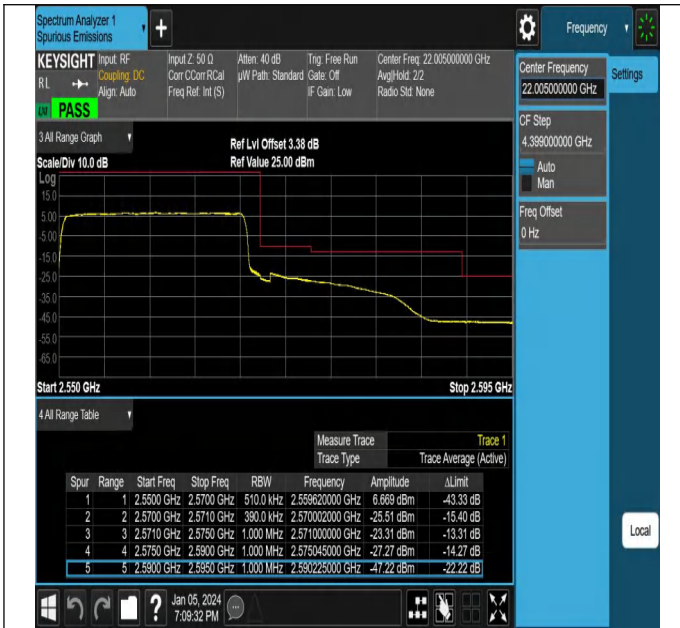 Spectrum Analyzer 1
Spurious Emissions
Frequency
KEYSIGHT
RL
PASS
Input: RF
Coupling: DC
Align: Auto
Input Z: 50 Ω
Corr CCorr RCal
Freq Ref: Int (S)
Atten: 40 dB
µW Path: Standard
Trig: Free Run
Gate: Off
IF Gain: Low
Center Freq: 22.005000000 GHz
Avg|Hold: 2/2
Radio Std: None
Center Frequency
22.005000000 GHz
Settings
CF Step
4.399000000 GHz
Auto
Man
Freq Offset
0 Hz
Local
3 All Range Graph
Scale/Div 10.0 dB
Ref Lvl Offset 3.38 dB
Ref Value 25.00 dBm
Log
15.0
5.00
-5.00
-15.0
-25.0
-35.0
-45.0
-55.0
-65.0
Start 2.550 GHz Stop 2.595 GHz
4 All Range Table
Measure Trace Trace 1
Trace Type Trace Average (Active)
Spur Range Start Freq Stop Freq RBW Frequency Amplitude ΔLimit
1 1 2.5500 GHz 2.5700 GHz 510.0 kHz 2.559620000 GHz 6.669 dBm -43.33 dB
2 2 2.5700 GHz 2.5710 GHz 390.0 kHz 2.570002000 GHz -25.51 dBm -15.40 dB
3 3 2.5710 GHz 2.5750 GHz 1.000 MHz 2.571000000 GHz -23.31 dBm -13.31 dB
4 4 2.5750 GHz 2.5900 GHz 1.000 MHz 2.575045000 GHz -27.27 dBm -14.27 dB
5 5 2.5900 GHz 2.5950 GHz 1.000 MHz 2.590225000 GHz -47.22 dBm -22.22 dB
Jan 05, 2024
7:09:32 PM